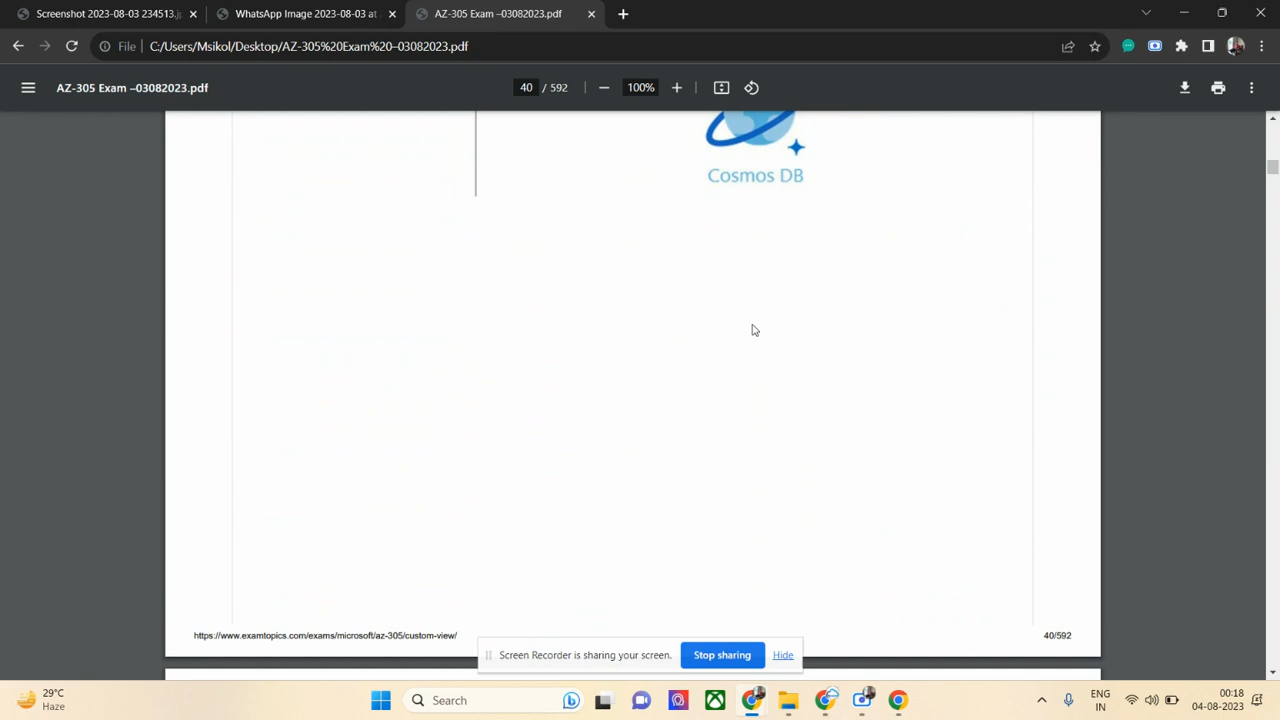 Screenshot 2023-08-03 234513.j
WhatsApp Image 2023-08-03 at
AZ-305 Exam –03082023.pdf
File
C:/Users/Msikol/Desktop/AZ-305%20Exam%20–03082023.pdf
AZ-305 Exam –03082023.pdf
40 / 592
100%
Cosmos DB
https://www.examtopics.com/exams/microsoft/az-305/custom-view/
40/592
Screen Recorder is sharing your screen.
Stop sharing
Hide
29°C
Haze
Search
ENG
IN
00:18
04-08-2023